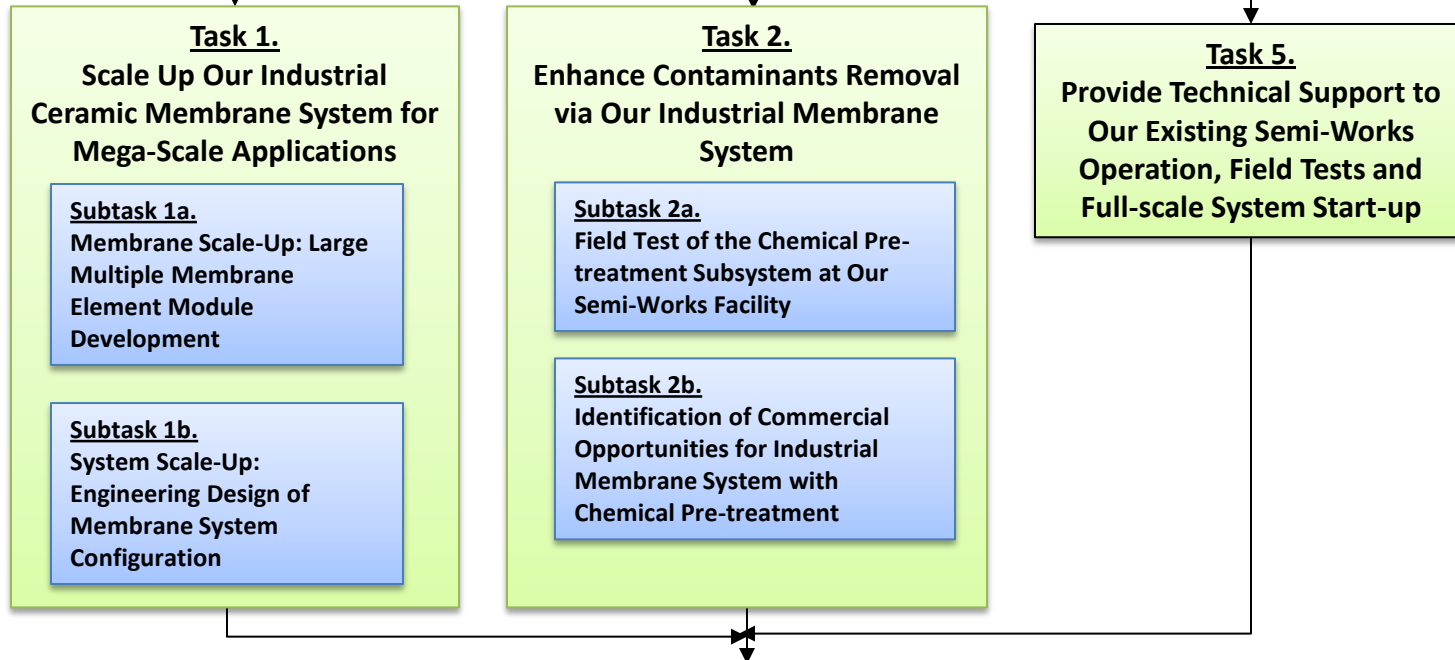 Task 1.
Scale Up Our Industrial
Ceramic Membrane System for
Mega-Scale Applications
Subtask 1a.
Membrane Scale-Up: Large
Multiple Membrane
Element Module
Development
Subtask 1b.
System Scale-Up:
Engineering Design of
Membrane System
Configuration
Task 2.
Enhance Contaminants Removal
via Our Industrial Membrane
System
Subtask 2a.
Field Test of the Chemical Pre-
treatment Subsystem at Our
Semi-Works Facility
Subtask 2b.
Identification of Commercial
Opportunities for Industrial
Membrane System with
Chemical Pre-treatment
Task 5.
Provide Technical Support to
Our Existing Semi-Works
Operation, Field Tests and
Full-scale System Start-up